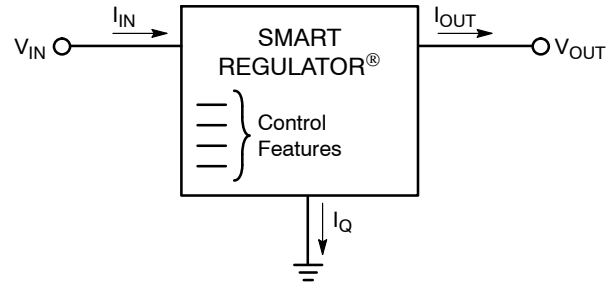 I_IN
I_OUT
V_IN
SMART
REGULATOR®
V_OUT
Control
Features
I_Q